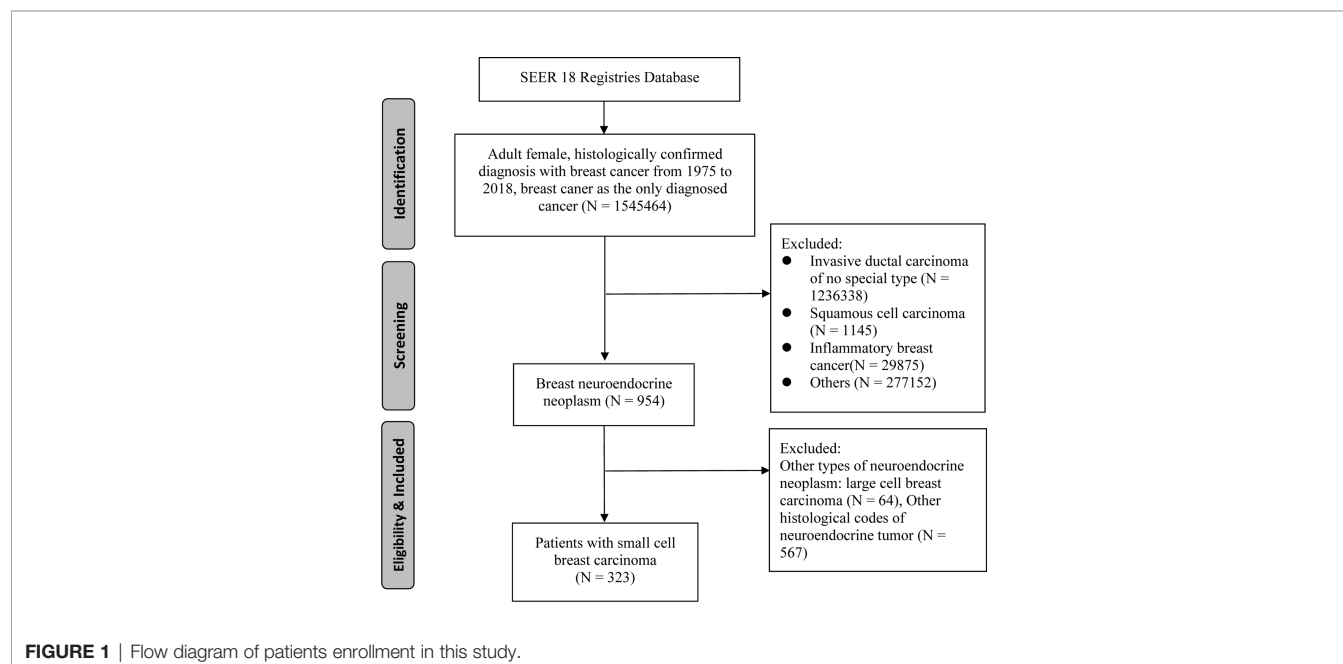 SEER 18 Registries Database
Identification
Adult female, histologically confirmed
diagnosis with breast cancer from 1975 to
2018, breast caner as the only diagnosed
cancer (N = 1545464)
Excluded:
● Invasive ductal carcinoma
of no special type (N =
1236338)
● Squamous cell carcinoma
(N = 1145)
● Inflammatory breast
cancer(N = 29875)
● Others (N = 277152)
Screening
Breast neuroendocrine
neoplasm (N = 954)
Excluded:
Other types of neuroendocrine
neoplasm: large cell breast
carcinoma (N = 64), Other
histological codes of
neuroendocrine tumor (N =
567)
Eligibility & Included
Patients with small cell
breast carcinoma
(N = 323)
FIGURE 1 | Flow diagram of patients enrollment in this study.